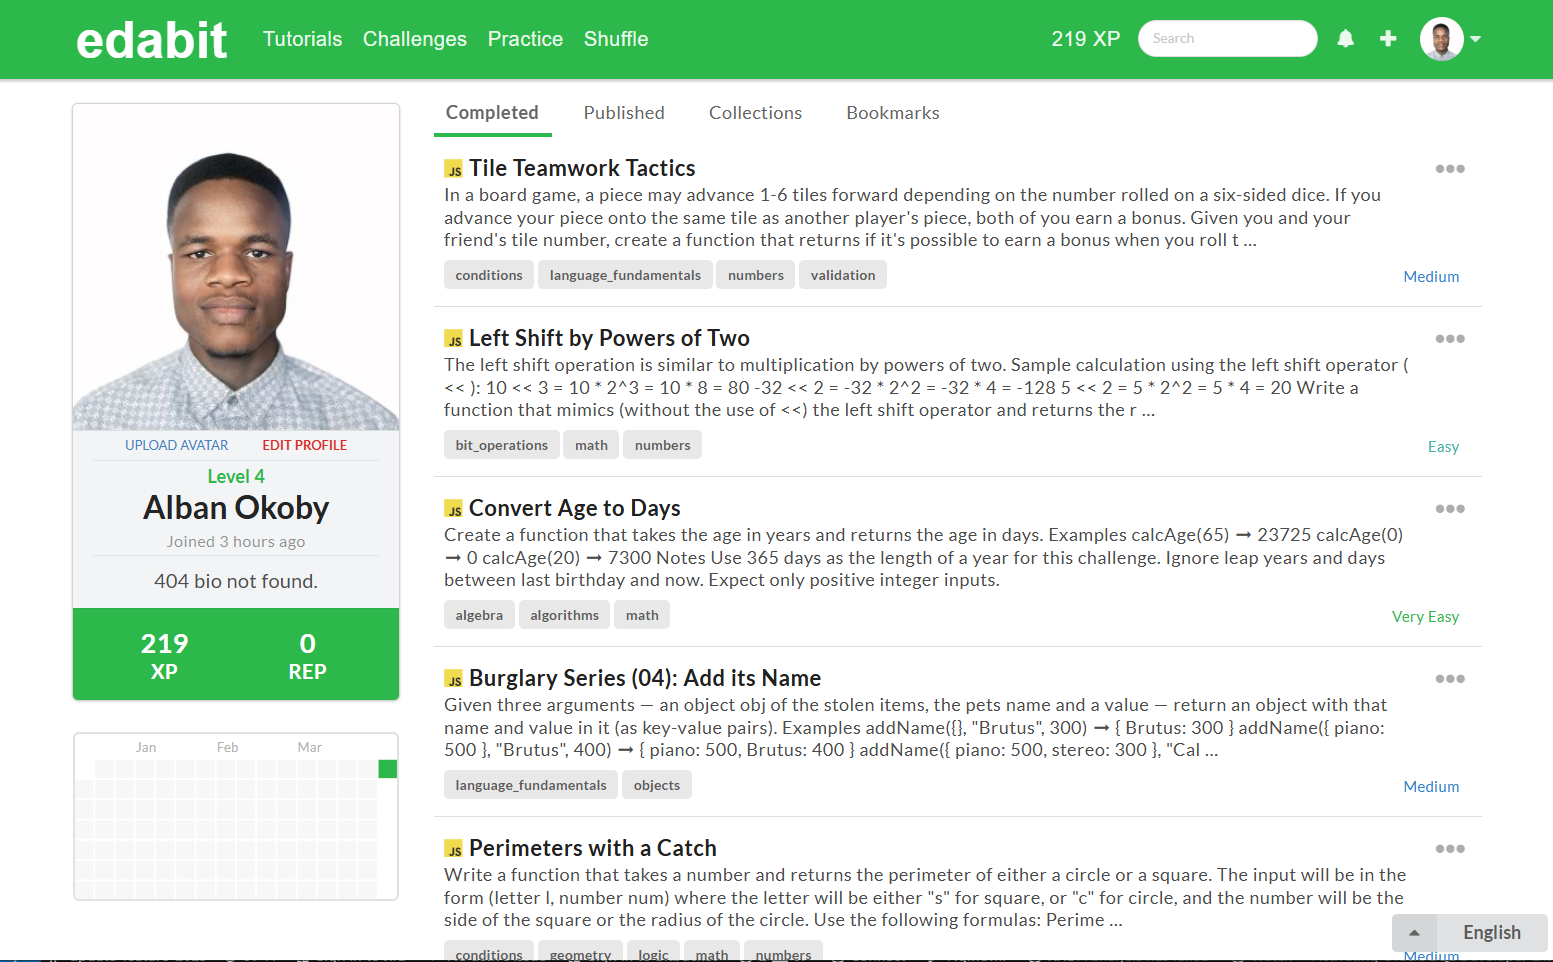 edabit
Tutorials Challenges Practice Shuffle
219 XP
Search
Completed Published Collections Bookmarks
UPLOAD AVATAR EDIT PROFILE
Level 4
Alban Okoby
Joined 3 hours ago
404 bio not found.
219 0
XP REP
Jan Feb Mar
JS Tile Teamwork Tactics
In a board game, a piece may advance 1-6 tiles forward depending on the number rolled on a six-sided dice. If you
advance your piece onto the same tile as another player's piece, both of you earn a bonus. Given you and your
friend's tile number, create a function that returns if it's possible to earn a bonus when you roll t ...
conditions language_fundamentals numbers validation
Medium
JS Left Shift by Powers of Two
The left shift operation is similar to multiplication by powers of two. Sample calculation using the left shift operator (
<< ): 10 << 3 = 10 * 2^3 = 10 * 8 = 80 -32 << 2 = -32 * 2^2 = -32 * 4 = -128 5 << 2 = 5 * 2^2 = 5 * 4 = 20 Write a
function that mimics (without the use of <<) the left shift operator and returns the r ...
bit_operations math numbers
Easy
JS Convert Age to Days
Create a function that takes the age in years and returns the age in days. Examples calcAge(65) ➞ 23725 calcAge(0)
➞ 0 calcAge(20) ➞ 7300 Notes Use 365 days as the length of a year for this challenge. Ignore leap years and days
between last birthday and now. Expect only positive integer inputs.
algebra algorithms math
Very Easy
JS Burglary Series (04): Add its Name
Given three arguments — an object obj of the stolen items, the pets name and a value — return an object with that
name and value in it (as key-value pairs). Examples addName({}, "Brutus", 300) ➞ { Brutus: 300 } addName({ piano:
500 }, "Brutus", 400) ➞ { piano: 500, Brutus: 400 } addName({ piano: 500, stereo: 300 }, "Cal ...
language_fundamentals objects
Medium
JS Perimeters with a Catch
Write a function that takes a number and returns the perimeter of either a circle or a square. The input will be in the
form (letter l, number num) where the letter will be either "s" for square, or "c" for circle, and the number will be the
side of the square or the radius of the circle. Use the following formulas: Perime ...
conditions geometry logic math numbers
Medium
English